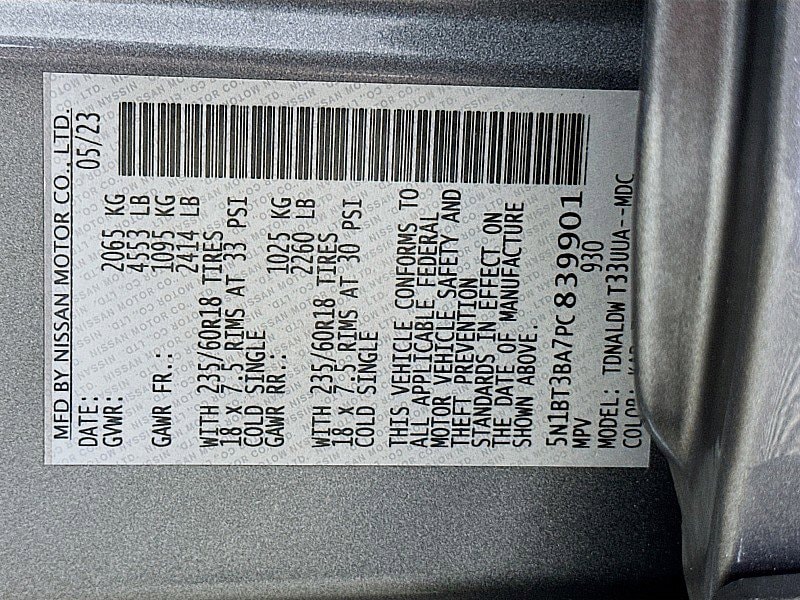 MFD BY NISSAN MOTOR CO., LTD.
DATE: 05/23
GVWR: 2065 KG
4553 LB
GAWR FR.: 1095 KG
2414 LB
WITH 235/60R18 TIRES
18 X 7.5 RIMS AT 33 PSI
COLD SINGLE
GAWR RR.: 1025 KG
2260 LB
WITH 235/60R18 TIRES
18 X 7.5 RIMS AT 30 PSI
COLD SINGLE
THIS VEHICLE CONFORMS TO
ALL APPLICABLE FEDERAL
MOTOR VEHICLE SAFETY AND
THEFT PREVENTION
STANDARDS IN EFFECT ON
THE DATE OF MANUFACTURE
SHOWN ABOVE.
5N1BT3BA7PC839901
MPV 930
MODEL: TDNALDWT33UUA--MDC
COLOR: